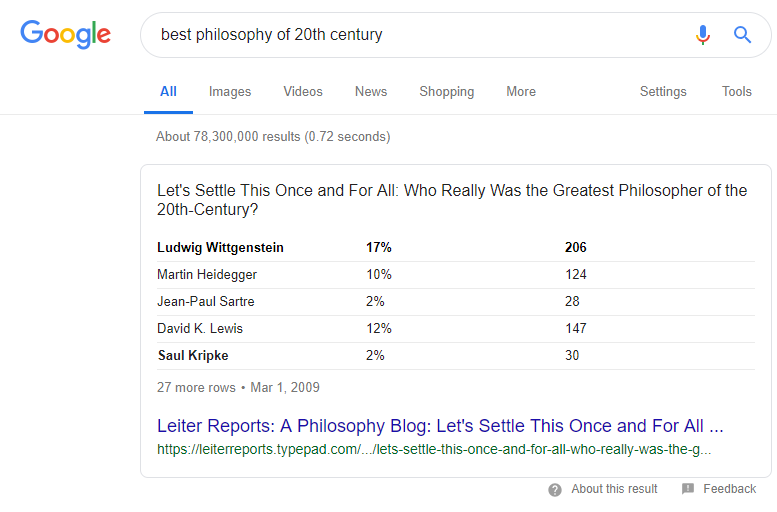 Google
best philosophy of 20th century
All Images Videos News Shopping More Settings Tools
About 78,300,000 results (0.72 seconds)
Let's Settle This Once and For All: Who Really Was the Greatest Philosopher of the
20th-Century?
Ludwig Wittgenstein 17% 206
Martin Heidegger 10% 124
Jean-Paul Sartre 2% 28
David K. Lewis 12% 147
Saul Kripke 2% 30
27 more rows • Mar 1, 2009
Leiter Reports: A Philosophy Blog: Let's Settle This Once and For All ...
https://leiterreports.typepad.com/.../lets-settle-this-once-and-for-all-who-really-was-the-g...
About this result Feedback